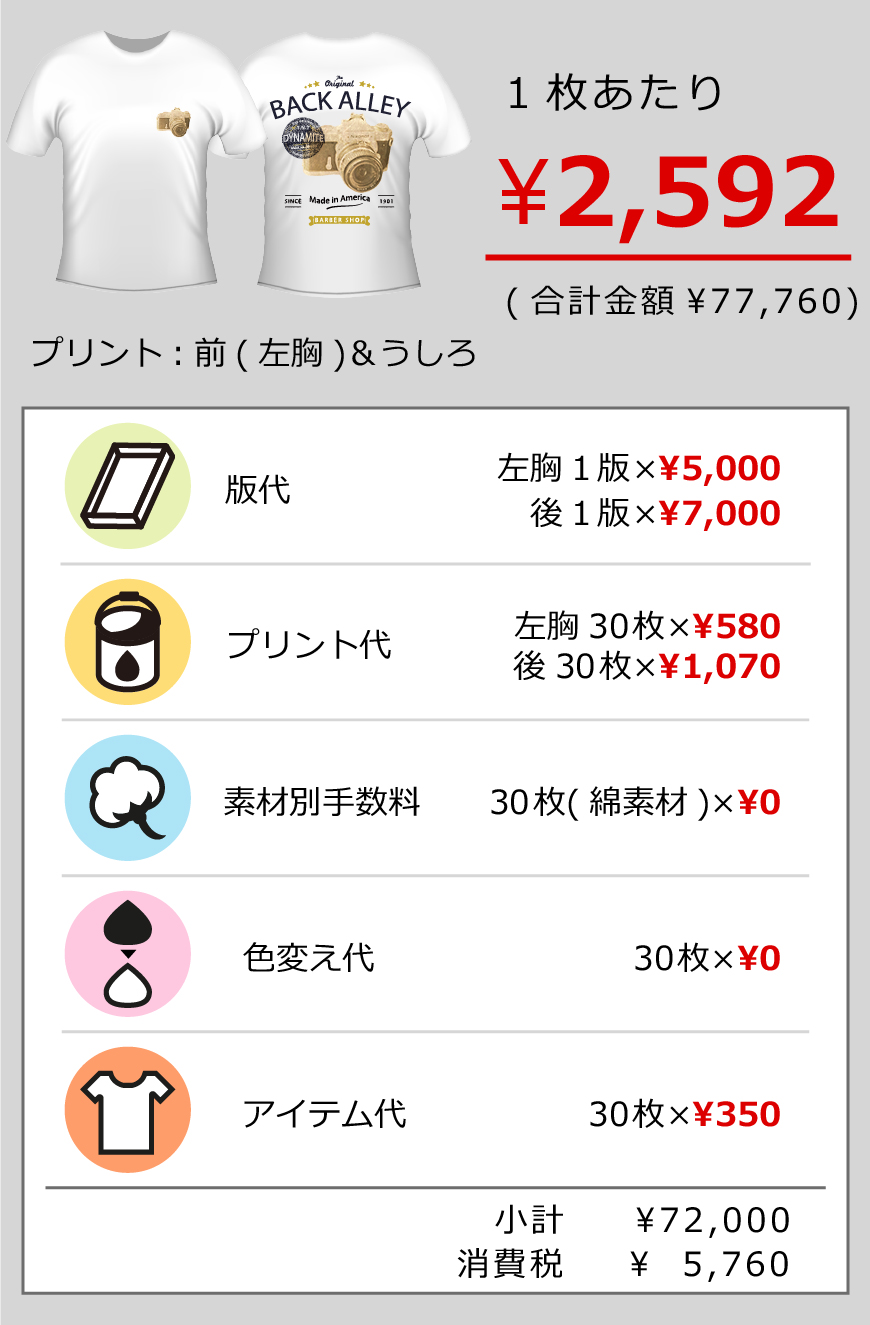 The
Original
BACK ALLEY
DYNAMITE
SINCE
Made in America
1901
BARBER SHOP
1枚あたり
¥2,592
(合計金額 ¥77,760)
プリント:前(左胸)&うしろ
版代
左胸1版×¥5,000
後1版×¥7,000
プリント代
左胸 30枚×¥580
後 30枚×¥1,070
素材別手数料
30枚(綿素材)×¥0
色変え代
30枚×¥0
アイテム代
30枚×¥350
小計 ¥72,000
消費税 ¥ 5,760